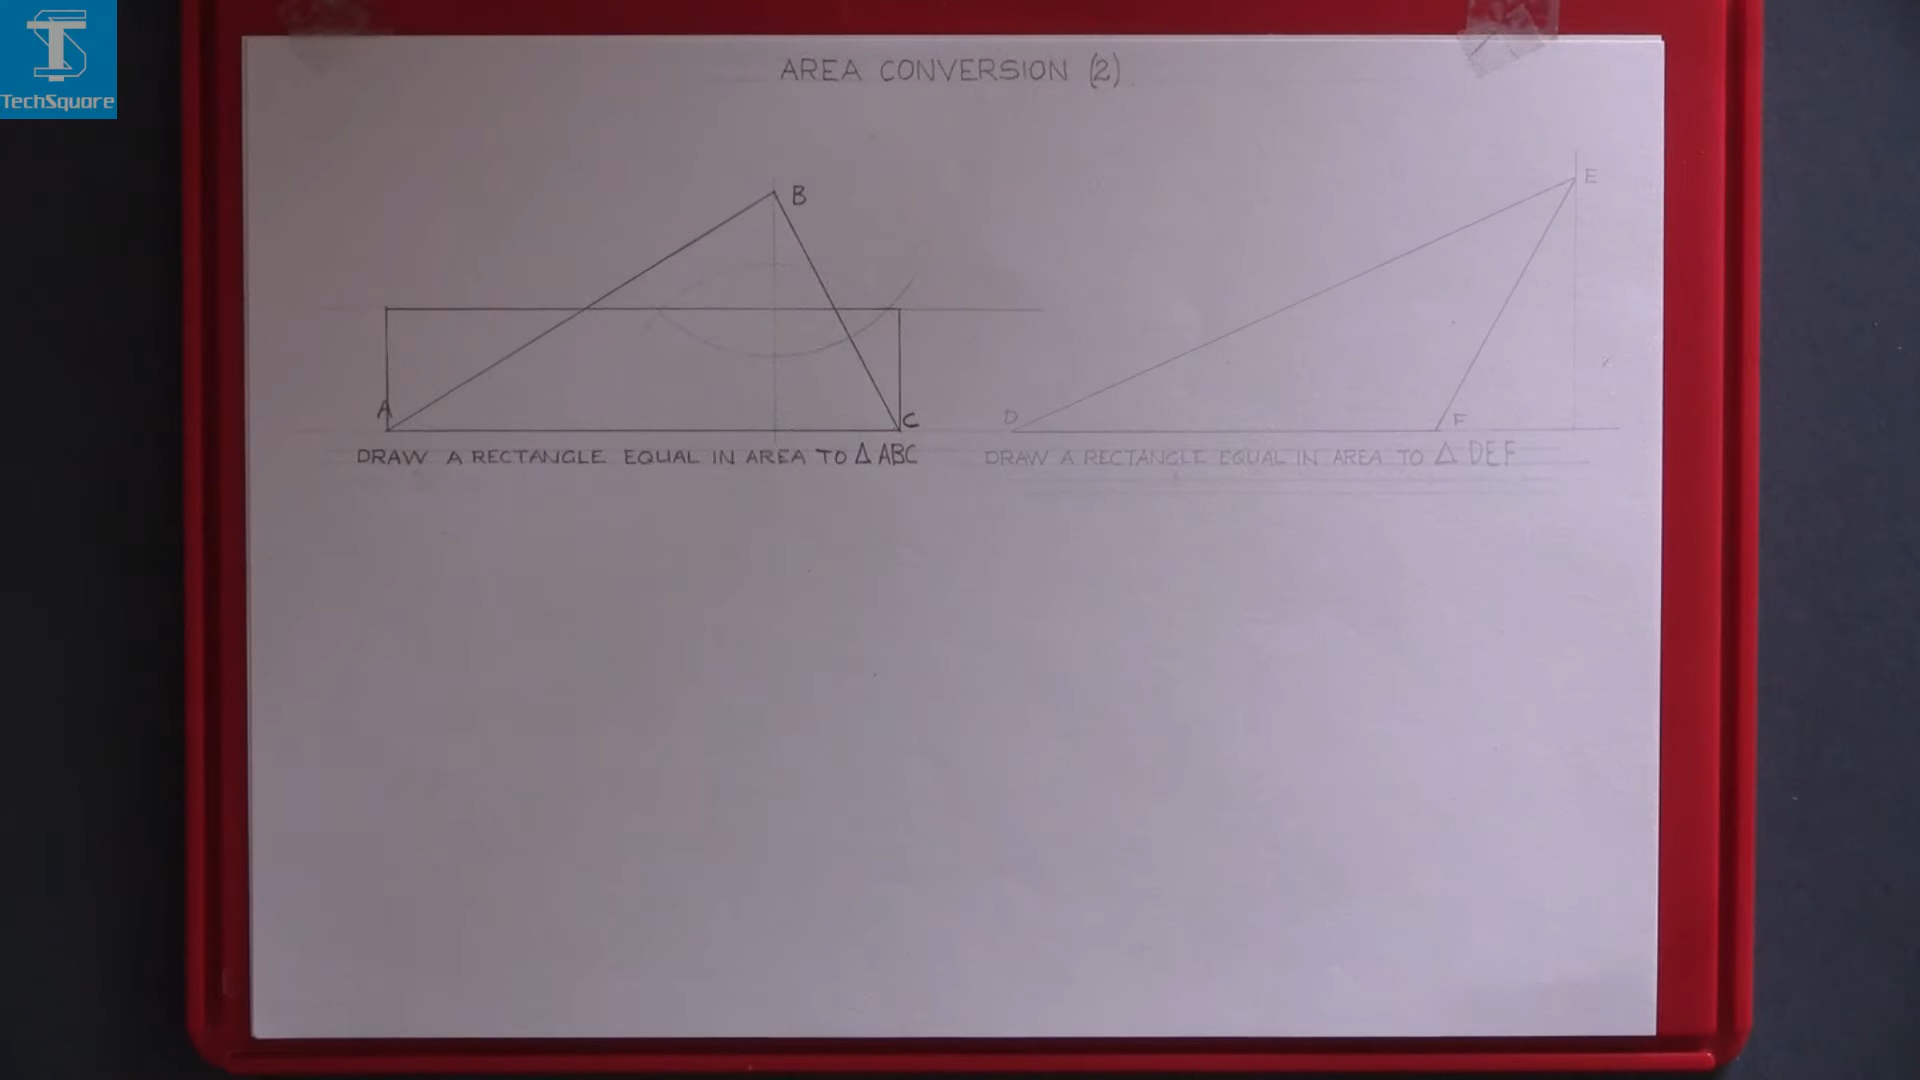 TechSquare
AREA CONVERSION (2)
B
E
A
C
D
F
DRAW A RECTANGLE EQUAL IN AREA TO Δ ABC
DRAW A RECTANGLE EQUAL IN AREA TO Δ DEF